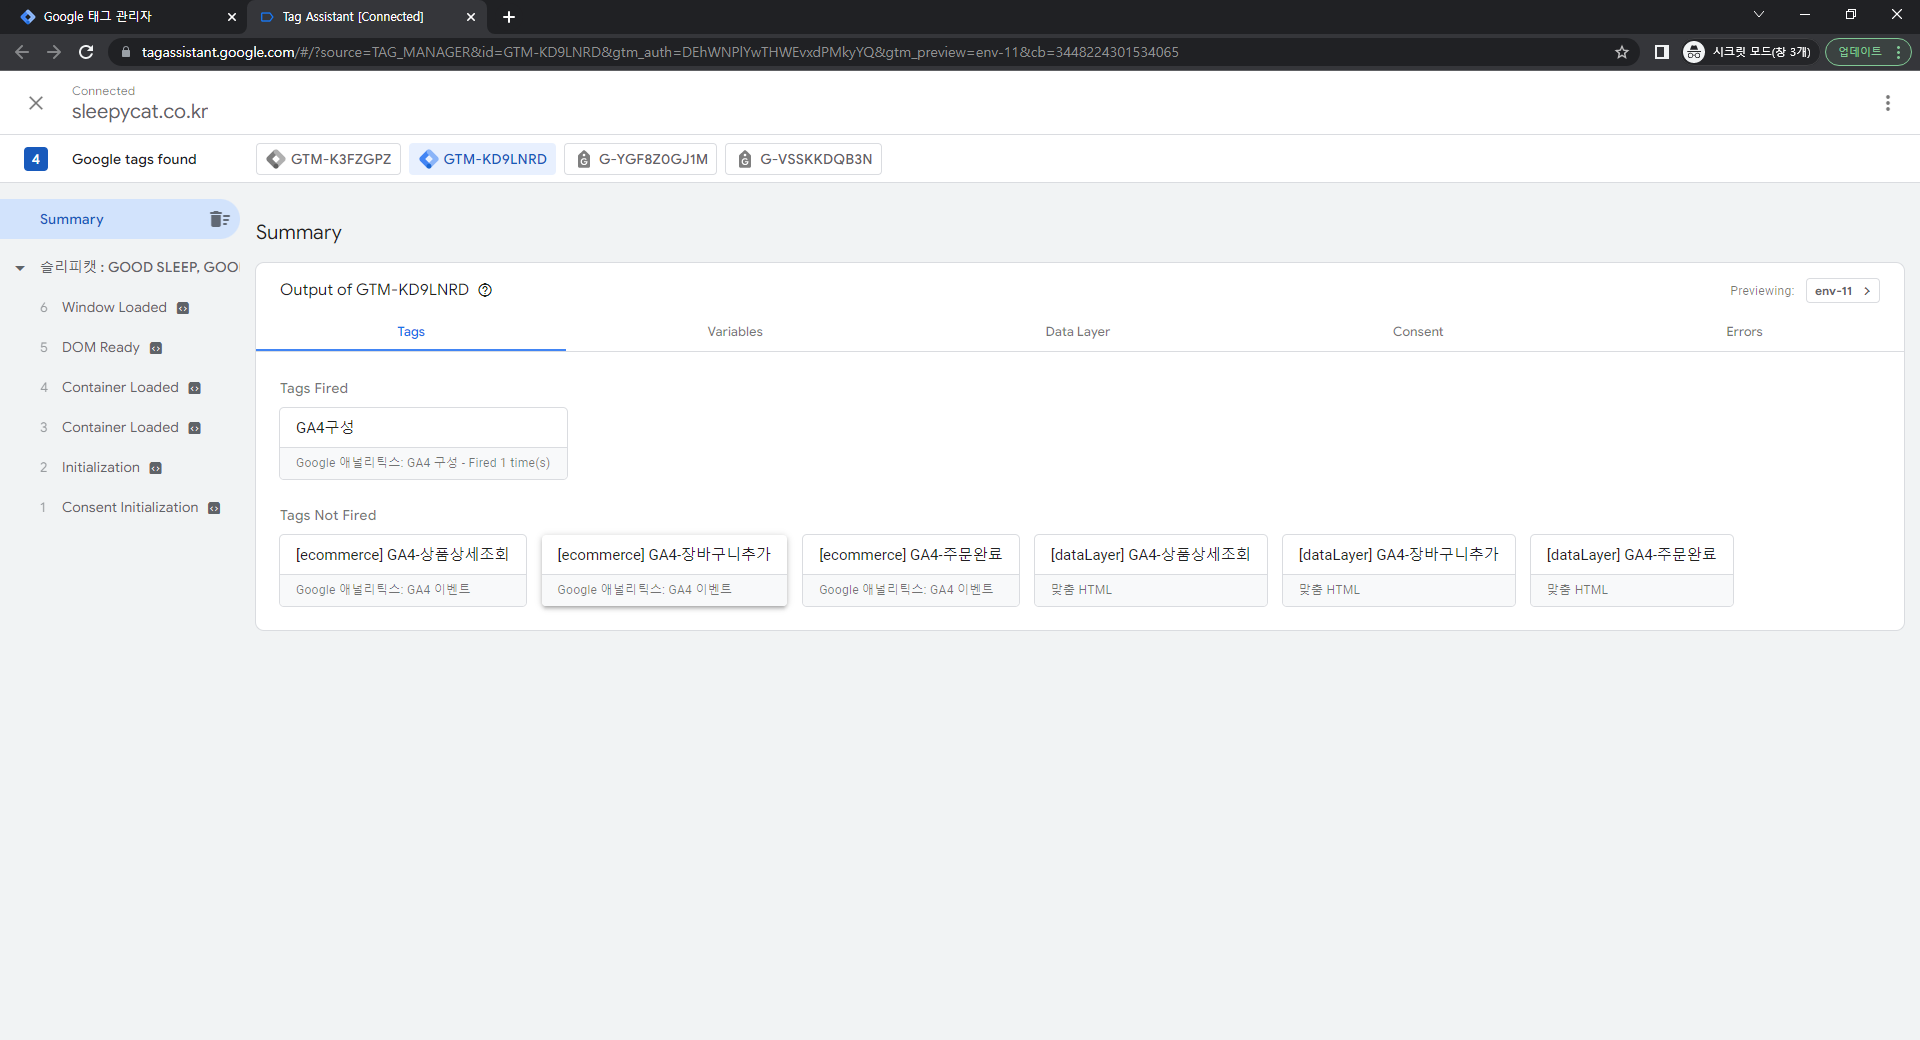 Google 태그 관리자
Tag Assistant [Connected]
tagassistant.google.com/#/?source=TAG_MANAGER&id=GTM-KD9LNRD&gtm_auth=DEhWNPlYwTHWEvxdPMkyYQ&gtm_preview=env-11&cb=3448224301534065
시크릿 모드(창 3개)
업데이트
Connected
sleepycat.co.kr
4
Google tags found
GTM-K3FZGPZ
GTM-KD9LNRD
G-YGF8Z0GJ1M
G-VSSKKDQB3N
Summary
슬리피캣 : GOOD SLEEP, GOO
6 Window Loaded
5 DOM Ready
4 Container Loaded
3 Container Loaded
2 Initialization
1 Consent Initialization
Summary
Output of GTM-KD9LNRD
Previewing:
env-11
Tags
Variables
Data Layer
Consent
Errors
Tags Fired
GA4구성
Google 애널리틱스: GA4 구성 - Fired 1 time(s)
Tags Not Fired
[ecommerce] GA4-상품상세조회
Google 애널리틱스: GA4 이벤트
[ecommerce] GA4-장바구니추가
Google 애널리틱스: GA4 이벤트
[ecommerce] GA4-주문완료
Google 애널리틱스: GA4 이벤트
[dataLayer] GA4-상품상세조회
맞춤 HTML
[dataLayer] GA4-장바구니추가
맞춤 HTML
[dataLayer] GA4-주문완료
맞춤 HTML